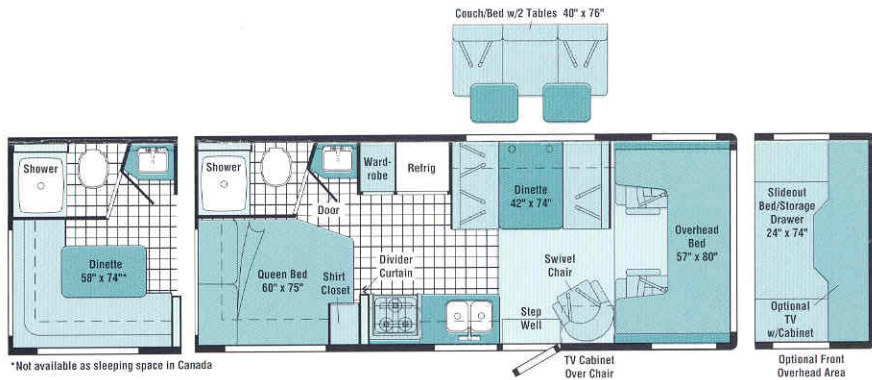 Couch/Bed w/2 Tables 40" x 76"
Shower
Dinette
58" x 74"*
*Not available as sleeping space in Canada
Shower
Door
Ward-
robe
Refrig
Queen Bed
60" x 75"
Shirt
Closet
Divider
Curtain
Dinette
42" x 74"
Swivel
Chair
Step
Well
TV Cabinet
Over Chair
Overhead
Bed
57" x 80"
Slideout
Bed/Storage
Drawer
24" x 74"
Optional
TV
w/Cabinet
Optional Front
Overhead Area